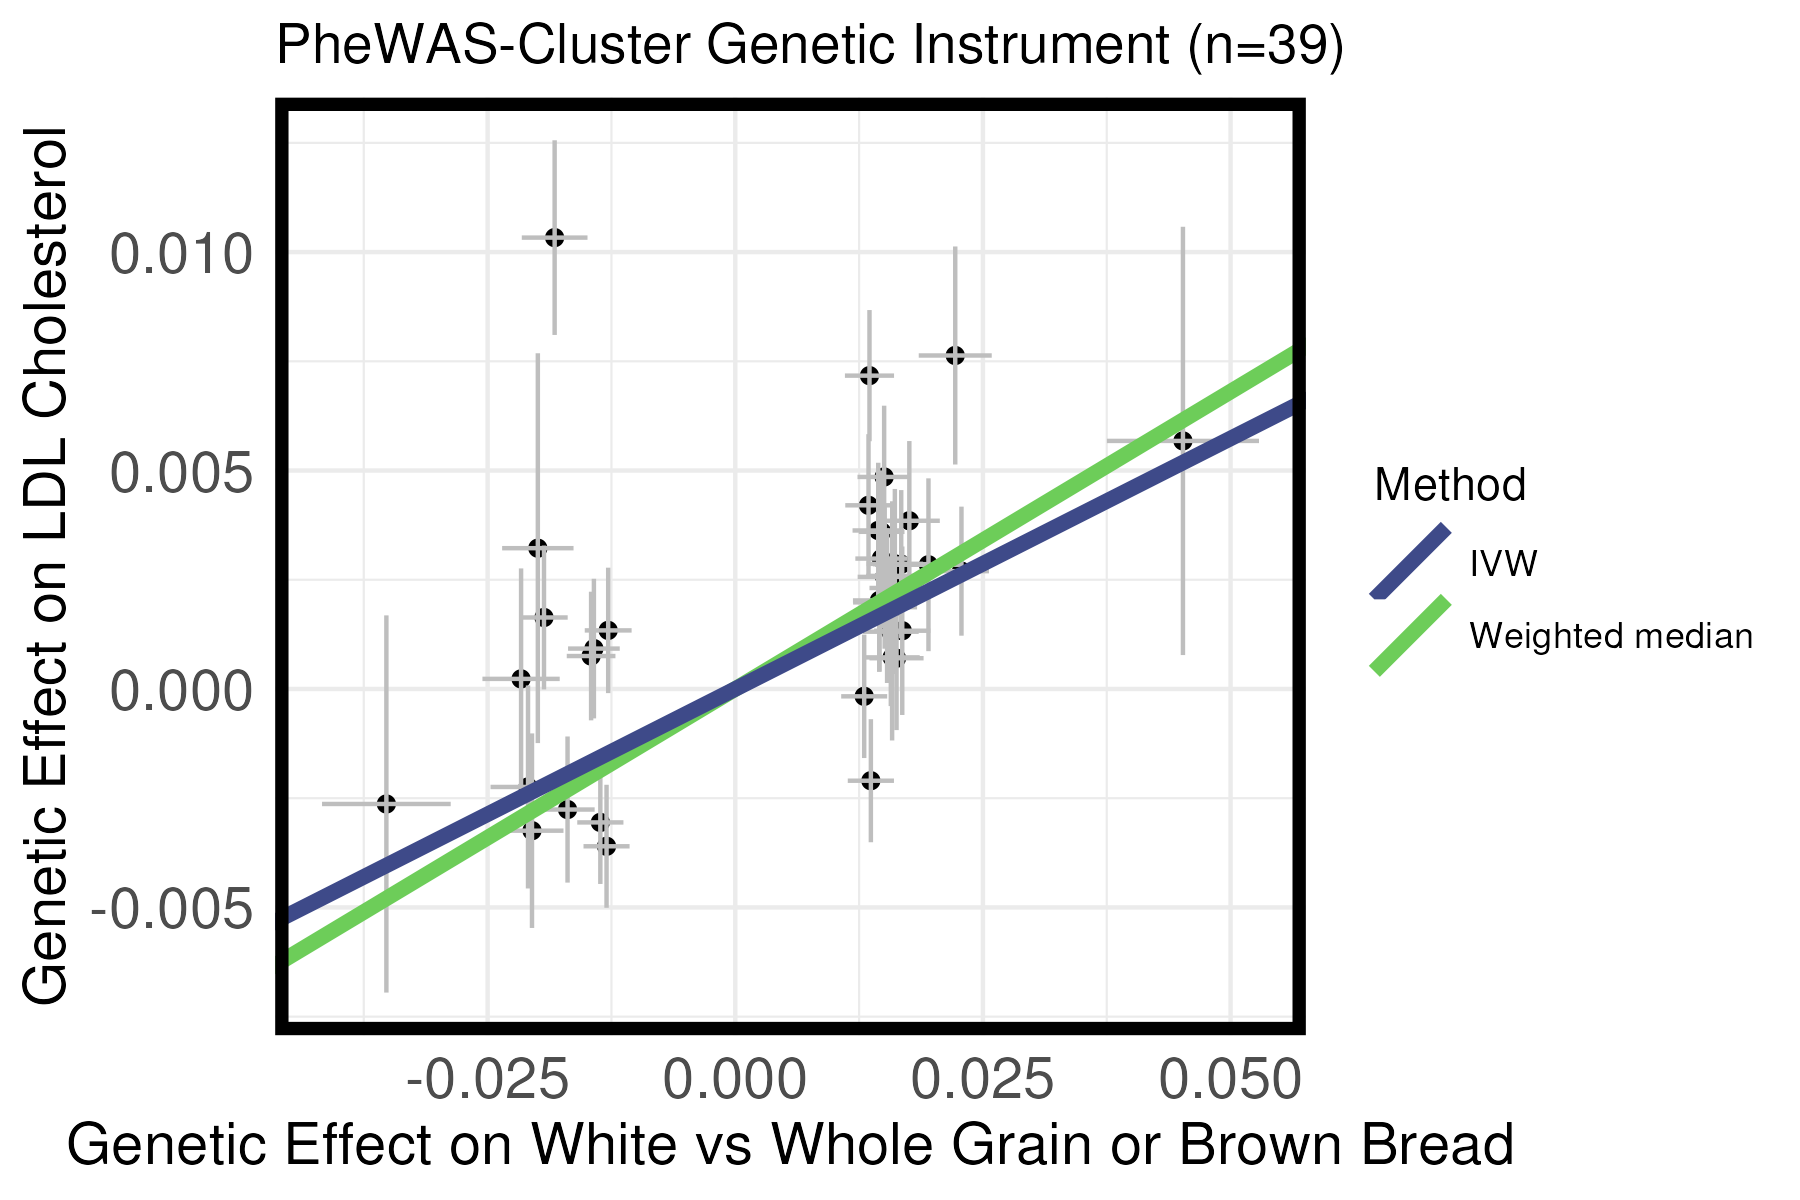 PheWAS-Cluster Genetic Instrument (n=39)
Genetic Effect on LDL Cholesterol
0.010
0.005
0.000
-0.005
-0.025 0.000 0.025 0.050
Genetic Effect on White vs Whole Grain or Brown Bread
Method
IVW
Weighted median